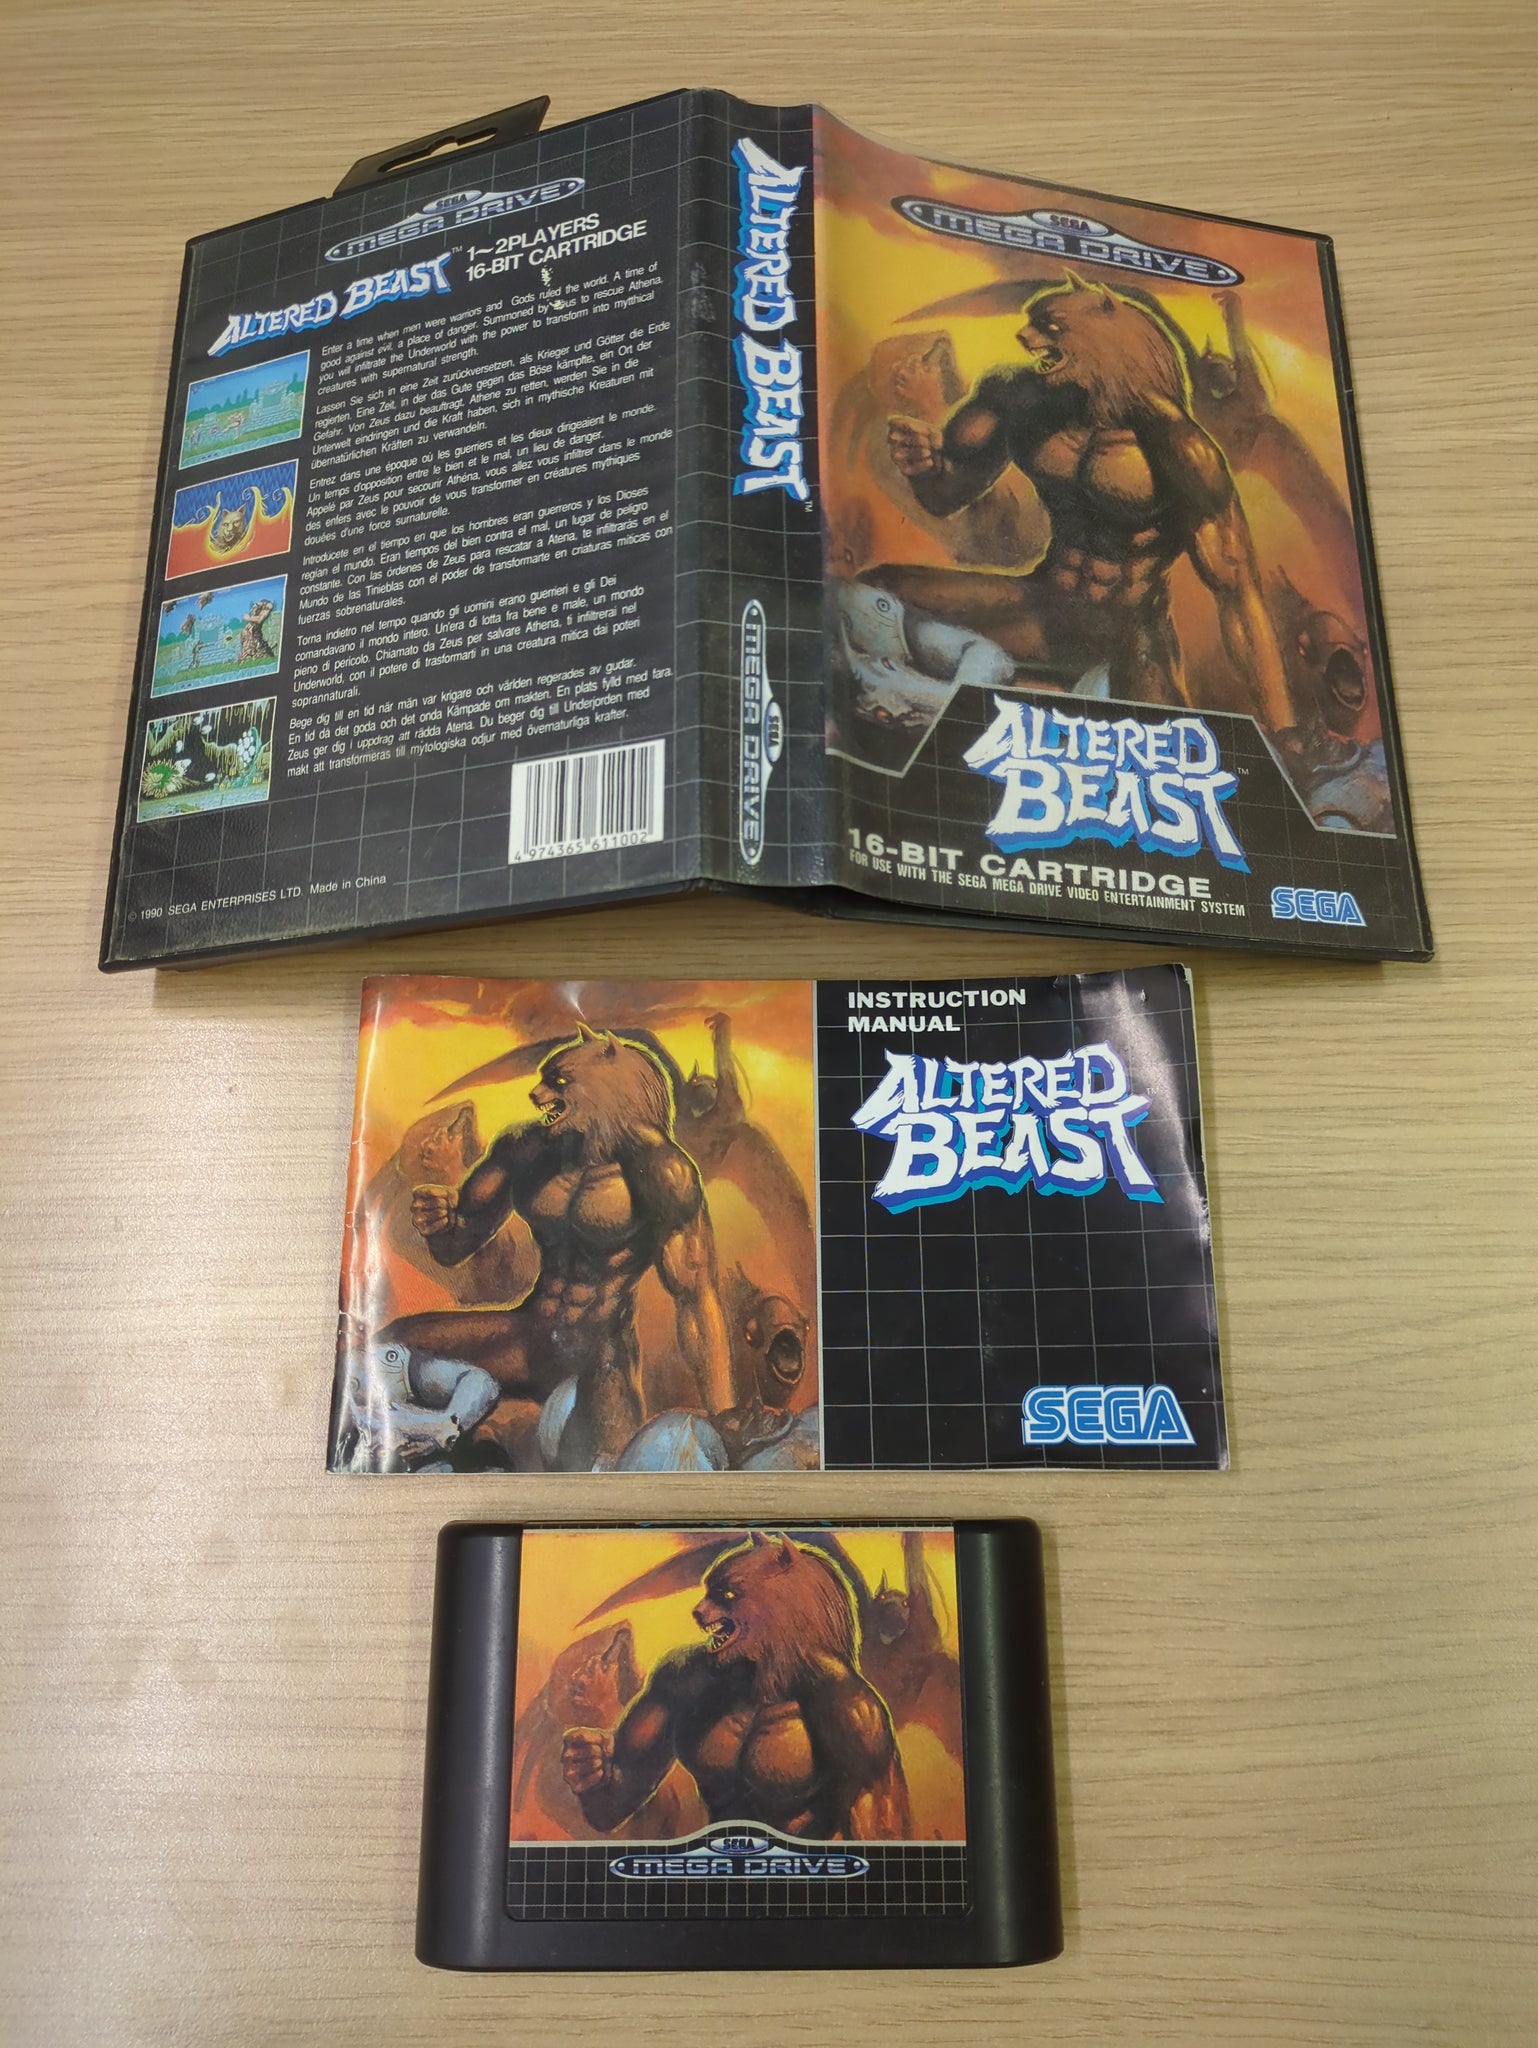 SEGA
MEGA DRIVE
ALTERED BEAST™
1~2PLAYERS
16-BIT CARTRIDGE
Enter a time when men were warriors and Gods ruled the world. A time of
good against evil, a place of danger. Summoned by Zeus to rescue Athena,
you will infiltrate the Underworld with the power to transform into mythical
creatures with supernatural strength.
Lassen Sie sich in eine Zeit zurückversetzen, als Krieger und Götter die Erde
regierten. Eine Zeit, in der das Gute gegen das Böse kämpfte, ein Ort der
Gefahr. Von Zeus dazu beauftragt, Athene zu retten, werden Sie in die
Unterwelt eindringen und die Kraft haben, sich in mythische Kreaturen mit
übernatürlichen Kräften zu verwandeln.
Entrez dans une époque où les guerriers et les dieux dirigeaient le monde.
Un temps d'opposition entre le bien et le mal, un lieu de danger.
Appelé par Zeus pour secourir Athéna, vous allez vous infiltrer dans le monde
des enfers avec le pouvoir de vous transformer en créatures mythiques
douées d'une force surnaturelle.
Introdúcete en el tiempo en que los hombres eran guerreros y los Dioses
regían el mundo. Eran tiempos del bien contra el mal, un lugar de peligro
constante. Con las órdenes de Zeus para rescatar a Atena, te infiltrarás en el
Mundo de las Tinieblas con el poder de transformarte en criaturas míticas con
fuerzas sobrenaturales.
Torna indietro nel tempo quando gli uomini erano guerrieri e gli Dei
comandavano il mondo intero. Un'era di lotta fra bene e male, un mondo
pieno di pericolo. Chiamato da Zeus per salvare Athena, ti infiltrerai nel
Underworld, con il potere di trasformarti in una creatura mitica dai poteri
soprannaturali.
Bege dig till en tid när män var krigare och världen regerades av gudar.
En tid då det goda och det onda Kämpade om makten. En plats fylld med fara.
Zeus ger dig i uppdrag att rädda Atena. Du beger dig till Underjorden med
makt att transformeras till mytologiska odjur med övernaturliga krafter.
4 974365 611002
© 1990 SEGA ENTERPRISES LTD. Made in China
ALTERED BEAST™
SEGA
MEGA DRIVE
SEGA
MEGA DRIVE
ALTERED
BEAST™
16-BIT CARTRIDGE
FOR USE WITH THE SEGA MEGA DRIVE VIDEO ENTERTAINMENT SYSTEM
SEGA
INSTRUCTION
MANUAL
ALTERED
BEAST™
SEGA
SEGA
MEGA DRIVE